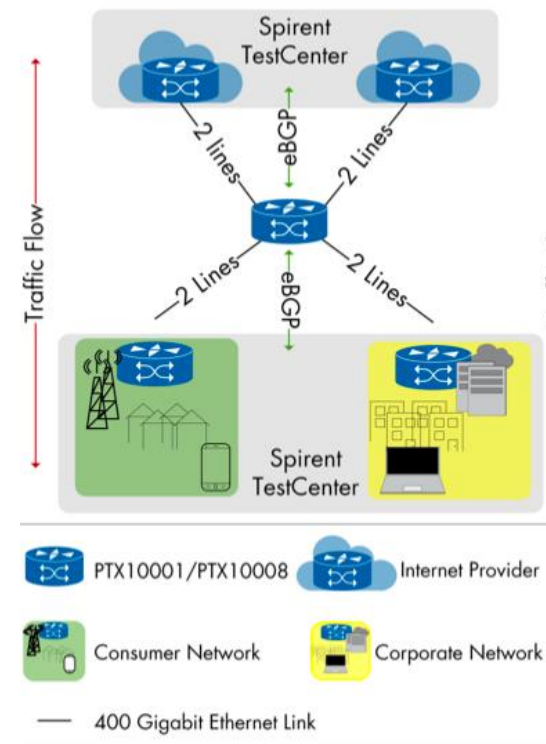 Spirent
TestCenter
2 lines
eBGP
2 Lines
Traffic Flow
2 Lines
eBGP
2 Lines
Spirent
TestCenter
PTX10001/PTX10008
Internet Provider
Consumer Network
Corporate Network
400 Gigabit Ethernet Link